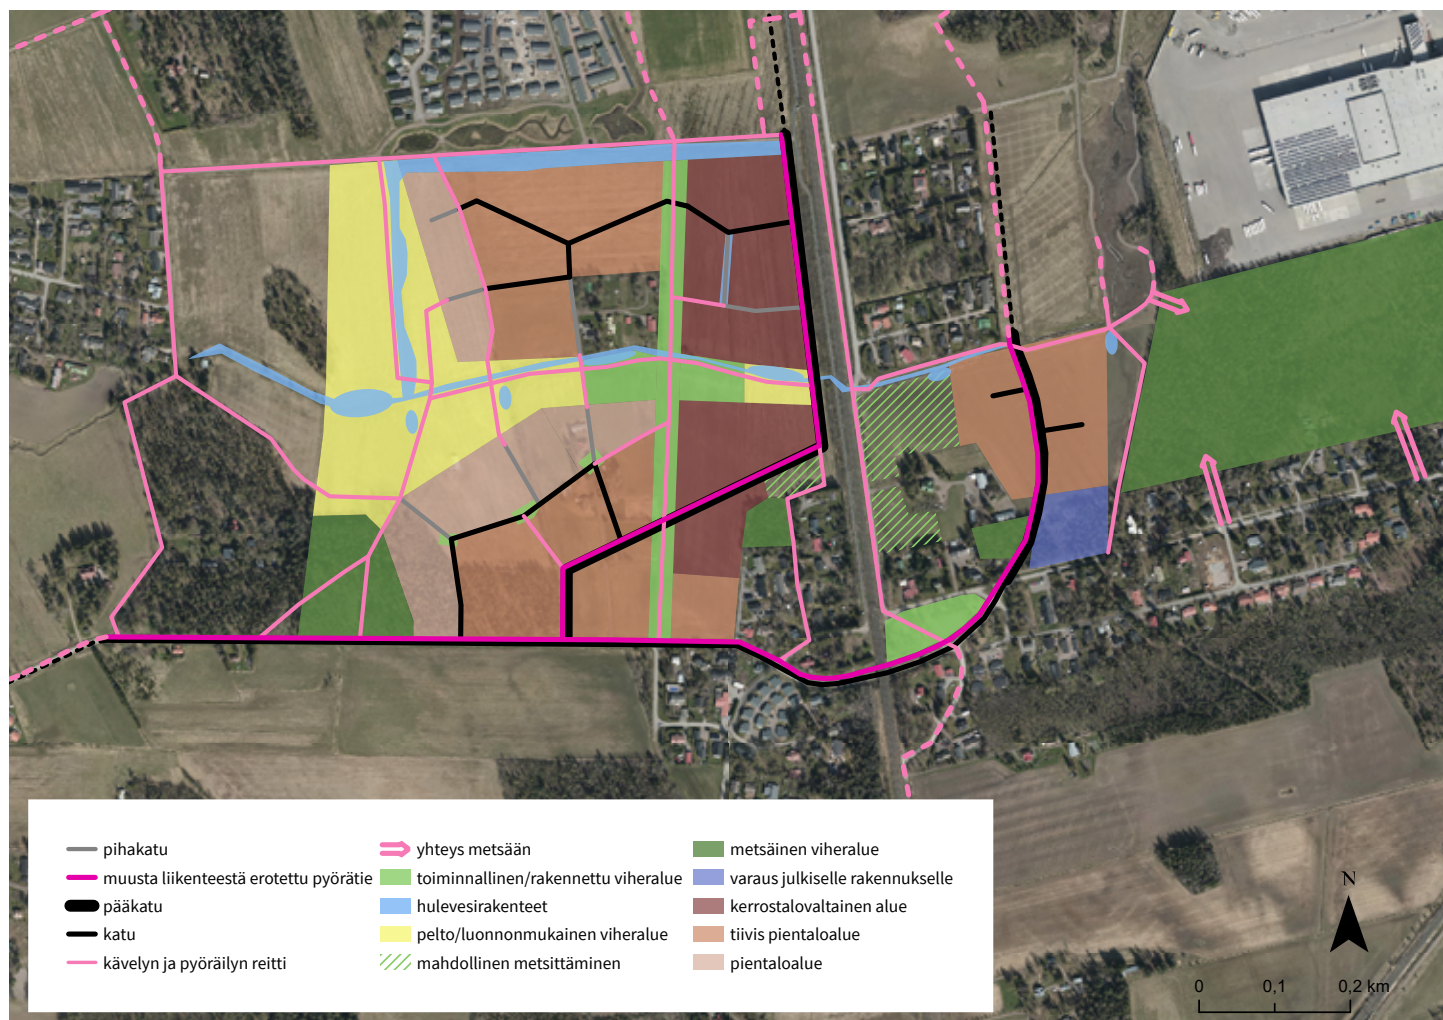 pihakatu
muusta liikenteestä erotettu pyörätie
pääkatu
katu
kävelyn ja pyöräilyn reitti
yhteys metsään
toiminnallinen/rakennettu viheralue
hulevesirakenteet
pelto/luonnonmukainen viheralue
mahdollinen metsittäminen
metsäinen viheralue
varaus julkiselle rakennukselle
kerrostalovaltainen alue
tiivis pientaloalue
pientaloalue
N
0 0,1 0,2 km